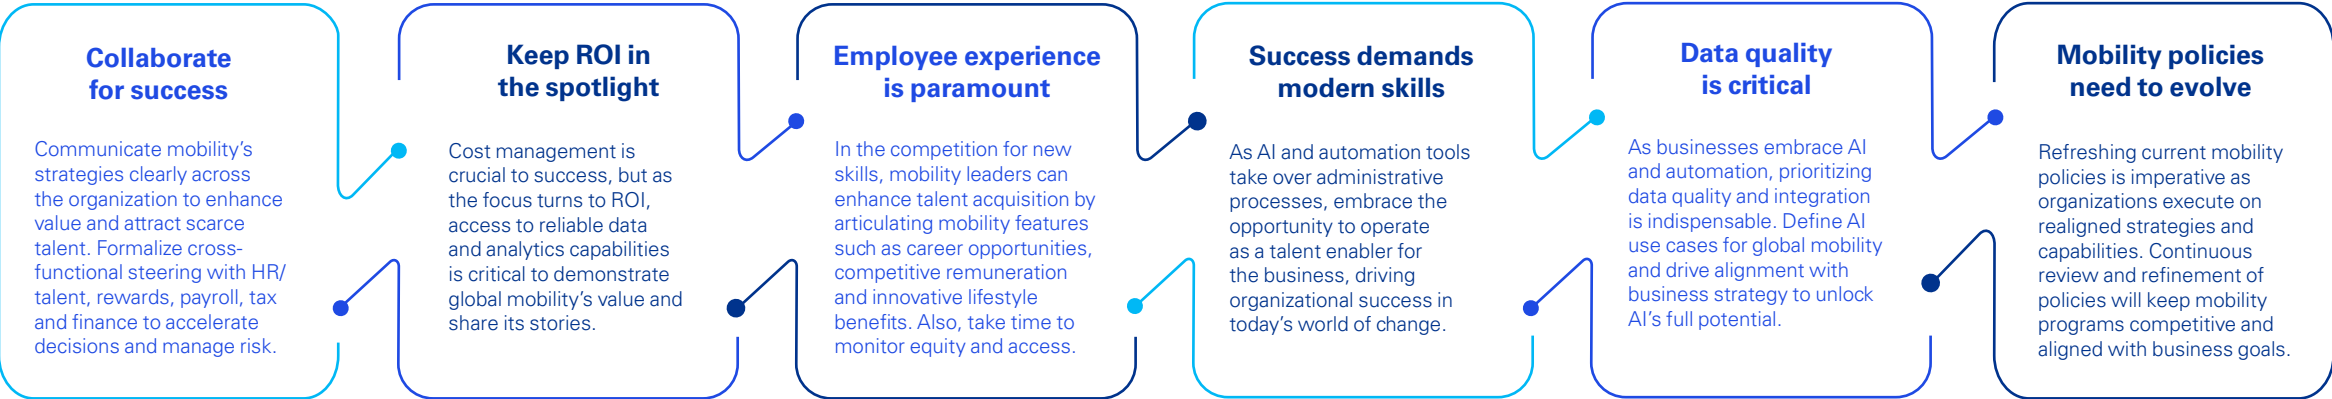 Collaborate
for success
Communicate mobility’s
strategies clearly across
the organization to enhance
value and attract scarce
talent. Formalize cross-
functional steering with HR/
talent, rewards, payroll, tax
and finance to accelerate
decisions and manage risk.
Keep ROI in
the spotlight
Cost management is
crucial to success, but as
the focus turns to ROI,
access to reliable data
and analytics capabilities
is critical to demonstrate
global mobility’s value and
share its stories.
Employee experience
is paramount
In the competition for new
skills, mobility leaders can
enhance talent acquisition by
articulating mobility features
such as career opportunities,
competitive remuneration
and innovative lifestyle
benefits. Also, take time to
monitor equity and access.
Success demands
modern skills
As AI and automation tools
take over administrative
processes, embrace the
opportunity to operate
as a talent enabler for
the business, driving
organizational success in
today’s world of change.
Data quality
is critical
As businesses embrace AI
and automation, prioritizing
data quality and integration
is indispensable. Define AI
use cases for global mobility
and drive alignment with
business strategy to unlock
AI’s full potential.
Mobility policies
need to evolve
Refreshing current mobility
policies is imperative as
organizations execute on
realigned strategies and
capabilities. Continuous
review and refinement of
policies will keep mobility
programs competitive and
aligned with business goals.